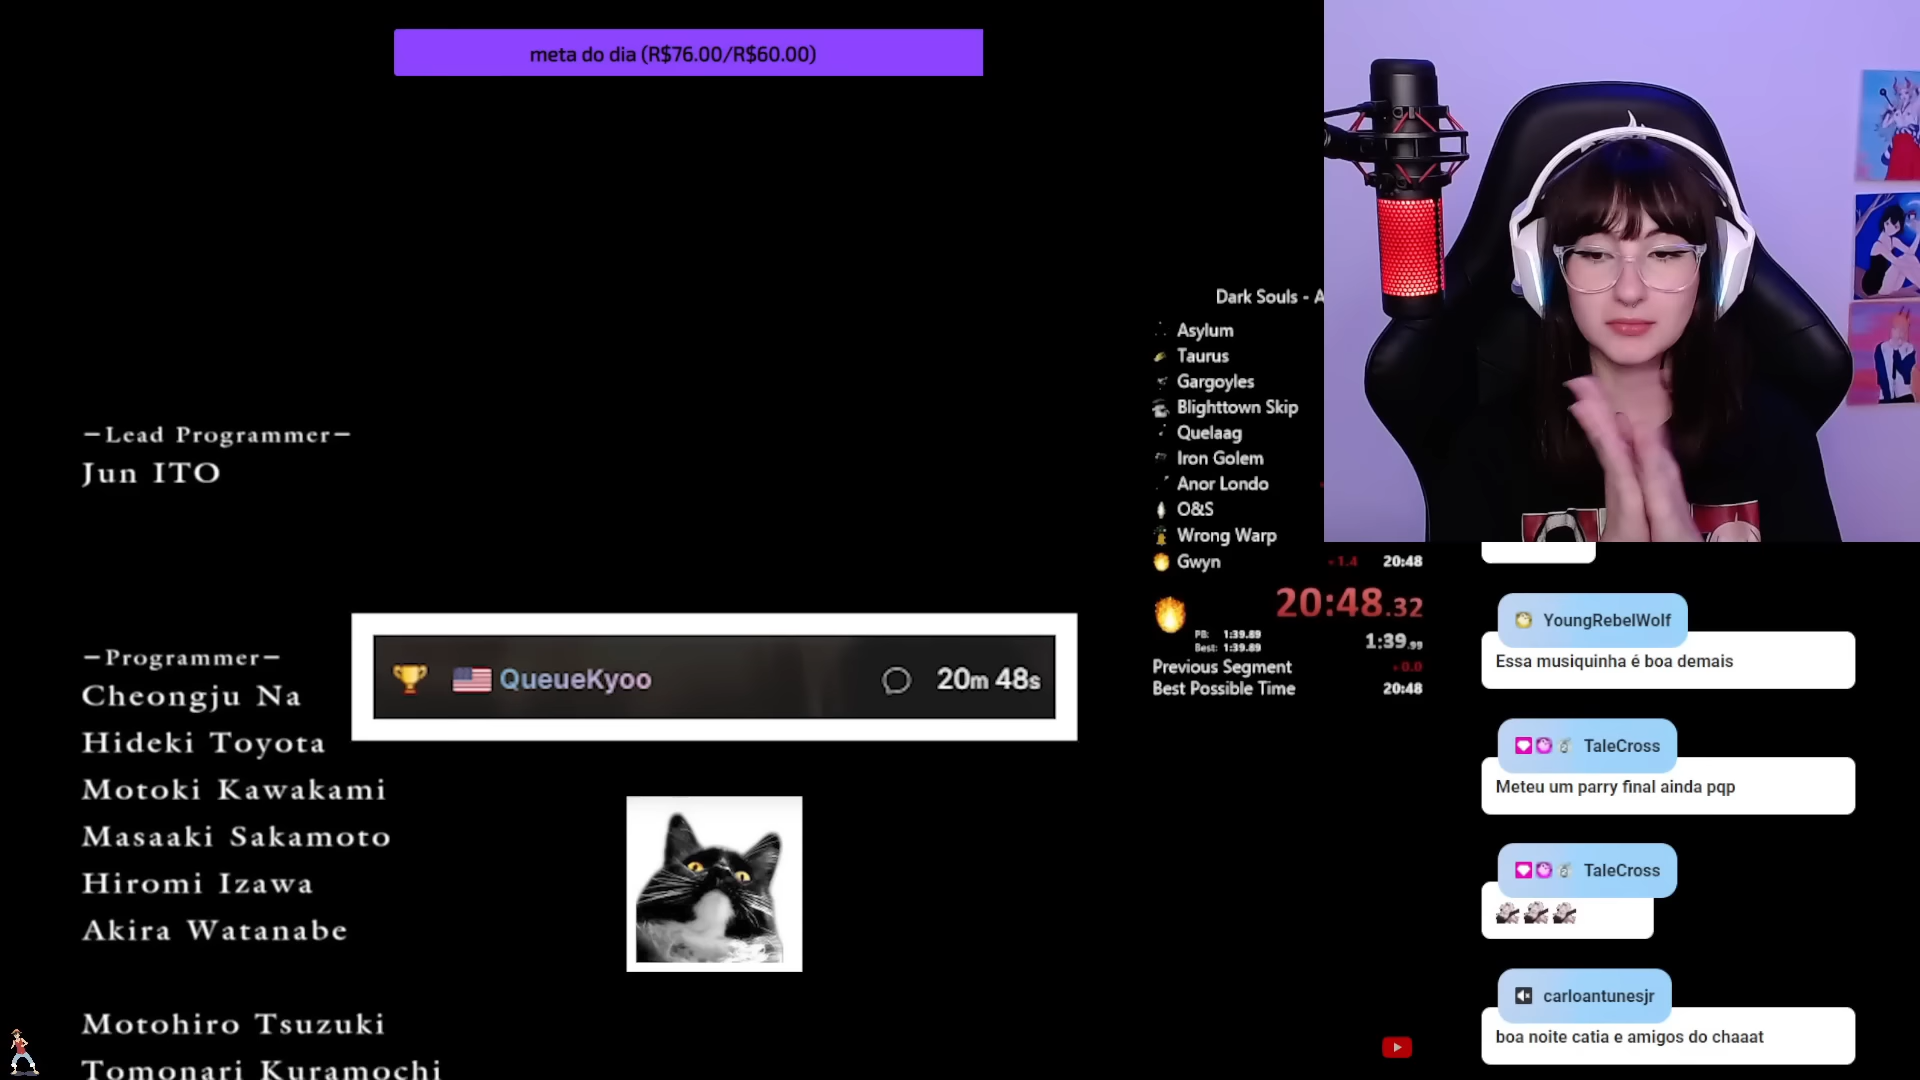 meta do dia (R$76.00/R$60.00)
—Lead Programmer—
Jun ITO
—Programmer—
Cheongju Na
Hideki Toyota
Motoki Kawakami
Masaaki Sakamoto
Hiromi Izawa
Akira Watanabe
Motohiro Tsuzuki
Tomonari Kuramochi
QueueKyoo 20m 48s
Dark Souls - A
Asylum
Taurus
Gargoyles
Blighttown Skip
Quelaag
Iron Golem
Anor Londo
O&S
Wrong Warp
Gwyn -1.4 20:48
20:48.32
PB: 1:39.89
Best: 1:39.89
1:39.99
Previous Segment -0.0
Best Possible Time 20:48
YoungRebelWolf
Essa musiquinha é boa demais
TaleCross
Meteu um parry final ainda pqp
TaleCross
carloantunesjr
boa noite catia e amigos do chaaat